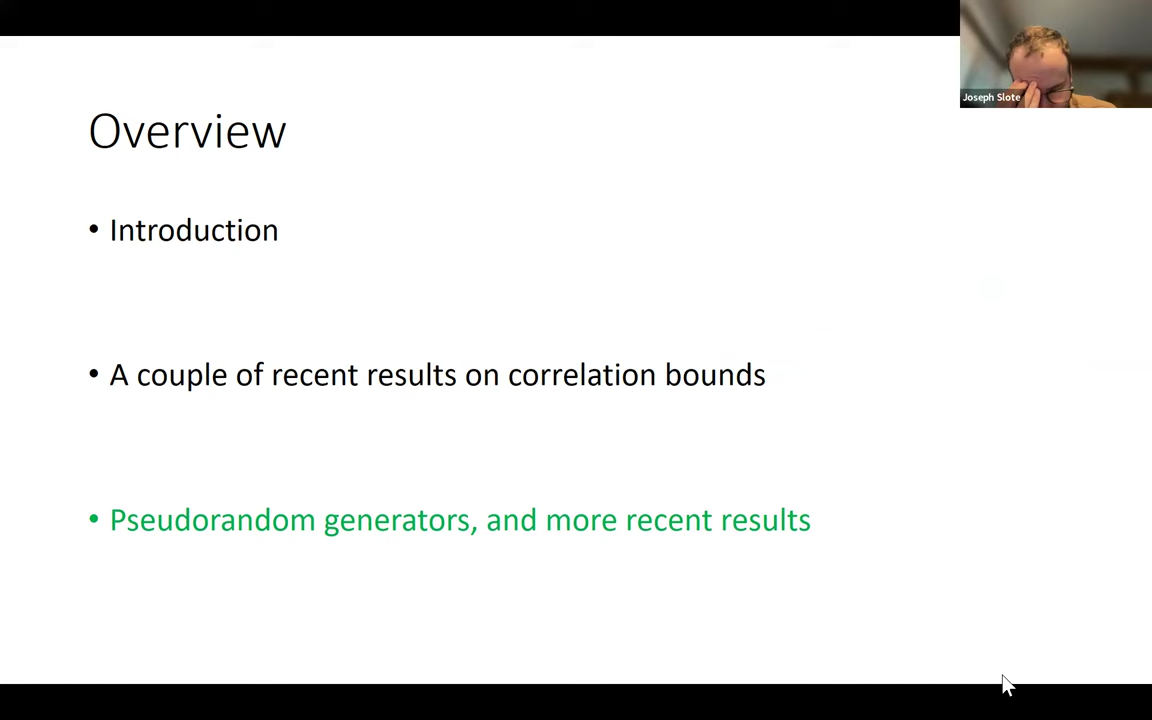 Joseph Slote
Overview
• Introduction
• A couple of recent results on correlation bounds
• Pseudorandom generators, and more recent results